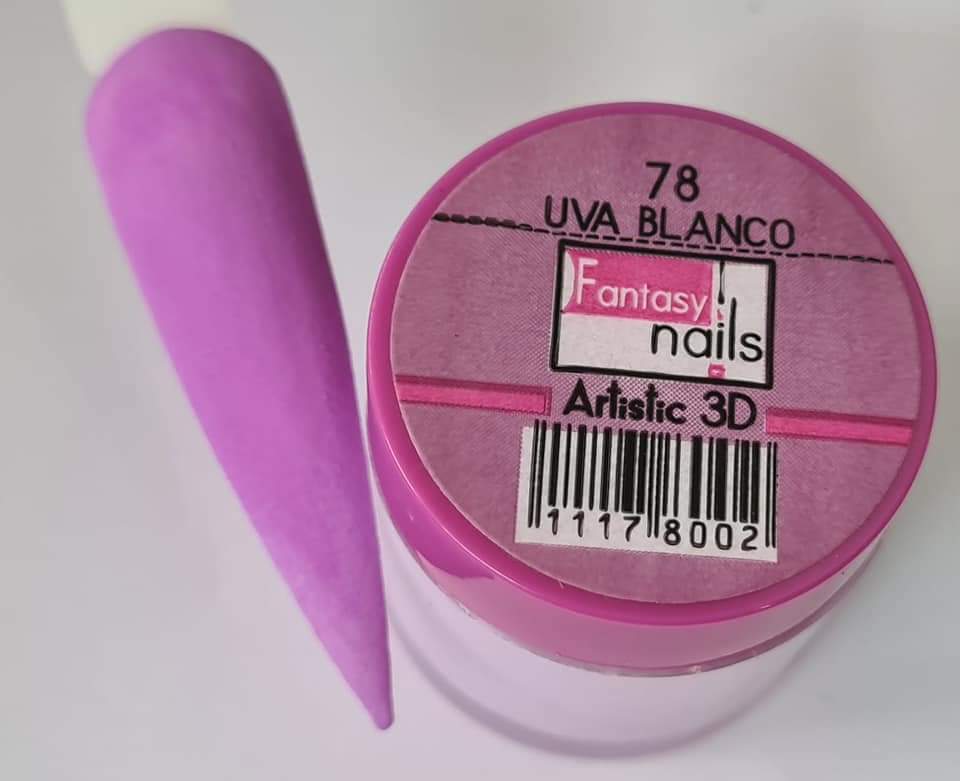 78
UVA BLANCO
Fantasy
nails
Artistic 3D
1117 8002